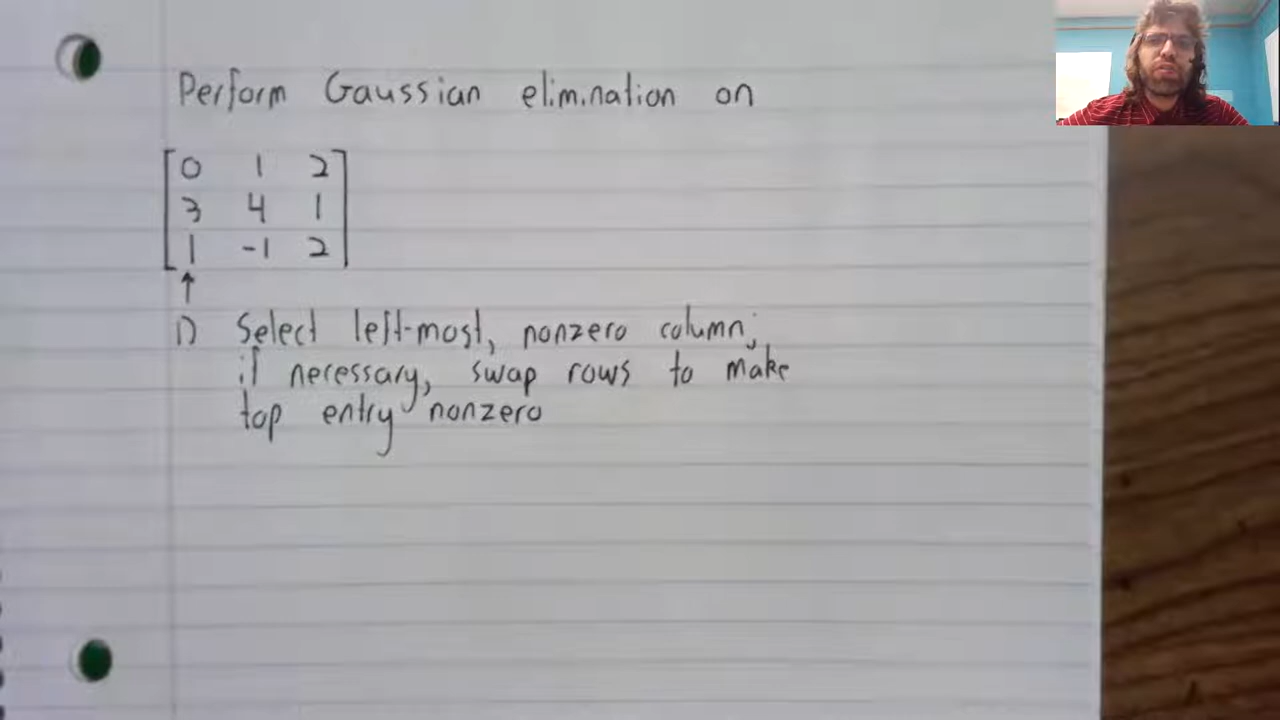 Perform Gaussian elimination on
0 1 2
3 4 1
1 -1 2
↑
1) Select left-most, nonzero column;
if necessary, swap rows to make
top entry nonzero